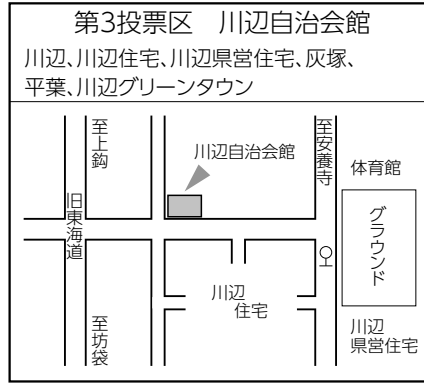 第3投票区　川辺自治会館
川辺、川辺住宅、川辺県営住宅、灰塚、
平葉、川辺グリーンタウン
至上鈎
川辺自治会館
至安養寺
体育館
旧東海道
グラウンド
川辺
住宅
至坊袋
川辺
県営住宅